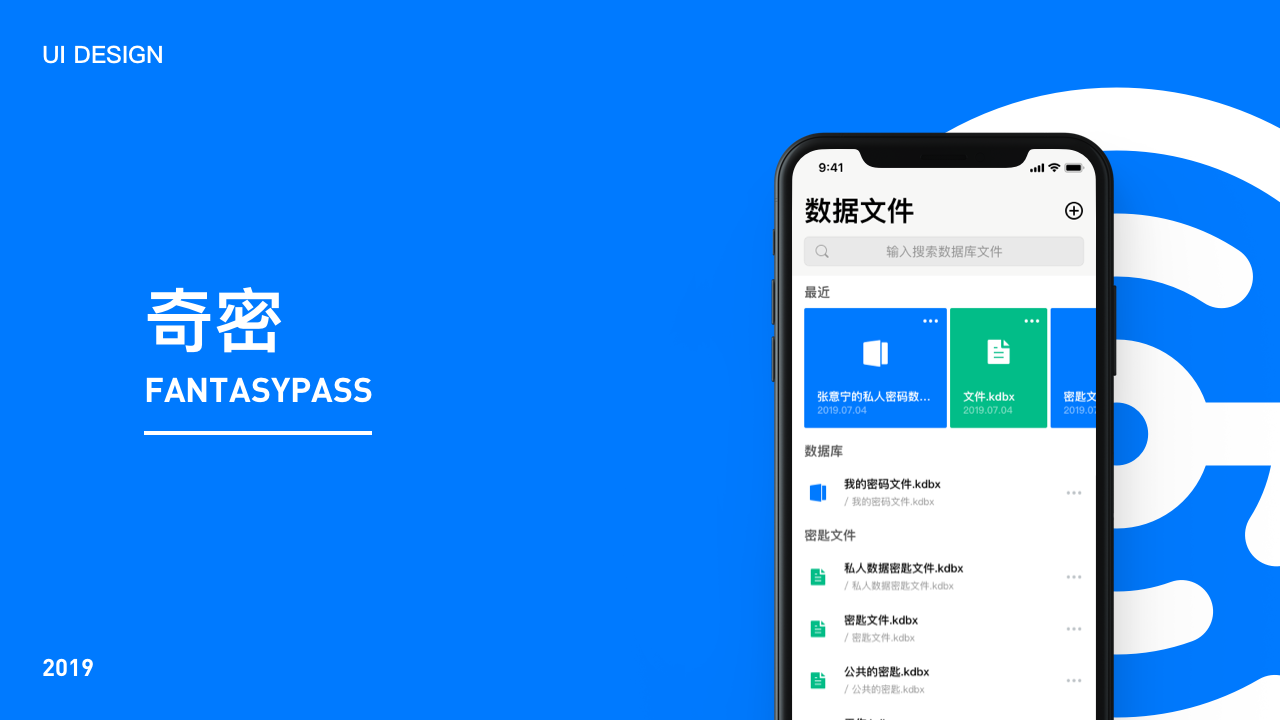 UI DESIGN
奇密
FANTASYPASS
2019
9:41
数据文件
输入搜索数据库文件
最近
张意宁的私人密码数...
2019.07.04
文件.kdbx
2019.07.04
密匙文
2019.07
数据库
我的密码文件.kdbx
/ 我的密码文件.kdbx
密匙文件
私人数据密匙文件.kdbx
/ 私人数据密匙文件.kdbx
密匙文件.kdbx
/ 密匙文件.kdbx
公共的密匙.kdbx
/ 公共的密匙.kdbx